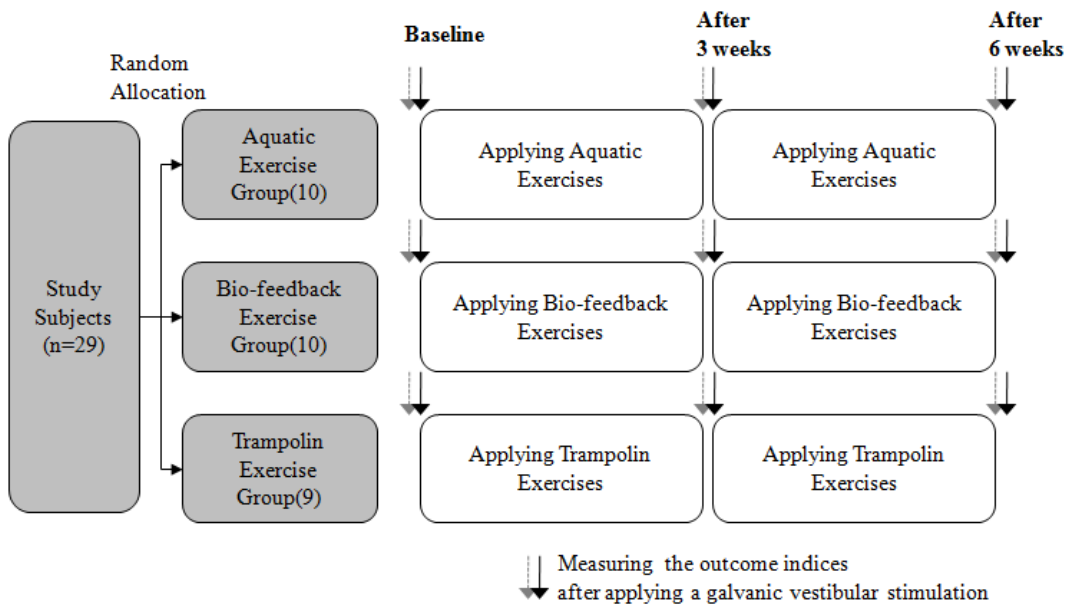 Baseline
After
3 weeks
After
6 weeks
Random
Allocation
Study
Subjects
(n=29)
Aquatic
Exercise
Group(10)
Applying Aquatic
Exercises
Applying Aquatic
Exercises
Bio-feedback
Exercise
Group(10)
Applying Bio-feedback
Exercises
Applying Bio-feedback
Exercises
Trampolin
Exercise
Group(9)
Applying Trampolin
Exercises
Applying Trampolin
Exercises
Measuring the outcome indices
after applying a galvanic vestibular stimulation